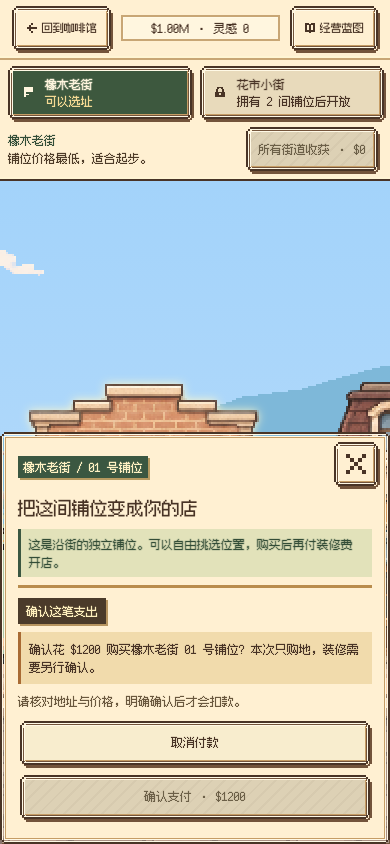 回到咖啡馆
$1.00M · 灵感 0
经营蓝图
橡木老街
可以选址
花市小街
拥有 2 间铺位后开放
橡木老街
铺位价格最低，适合起步。
所有街道收获 · $0
橡木老街 / 01 号铺位
把这间铺位变成你的店
这是沿街的独立铺位。可以自由挑选位置，购买后再付装修费
开店。
确认这笔支出
确认花 $1200 购买橡木老街 01 号铺位？本次只购地，装修需
要另行确认。
请核对地址与价格，明确确认后才会扣款。
取消付款
确认支付 · $1200